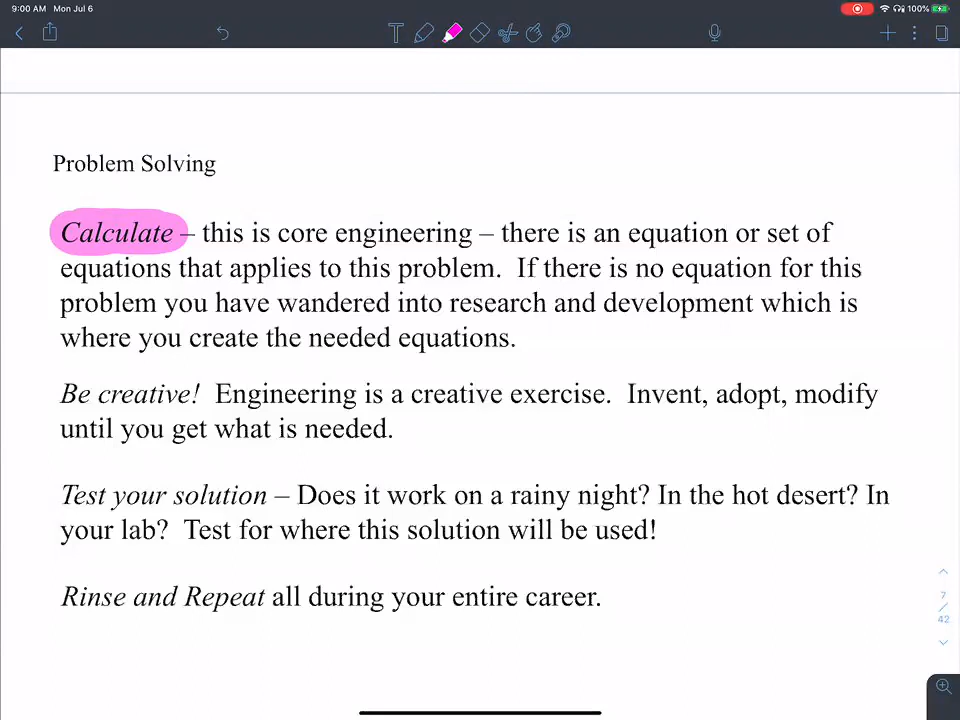 9:00 AM Mon Jul 6
100%
Problem Solving
Calculate – this is core engineering – there is an equation or set of
equations that applies to this problem. If there is no equation for this
problem you have wandered into research and development which is
where you create the needed equations.
Be creative! Engineering is a creative exercise. Invent, adopt, modify
until you get what is needed.
Test your solution – Does it work on a rainy night? In the hot desert? In
your lab? Test for where this solution will be used!
Rinse and Repeat all during your entire career.
7
/
42